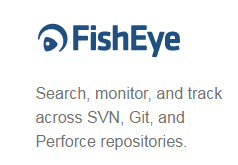 FishEye
Search, monitor, and track
across SVN, Git, and
Perforce repositories.